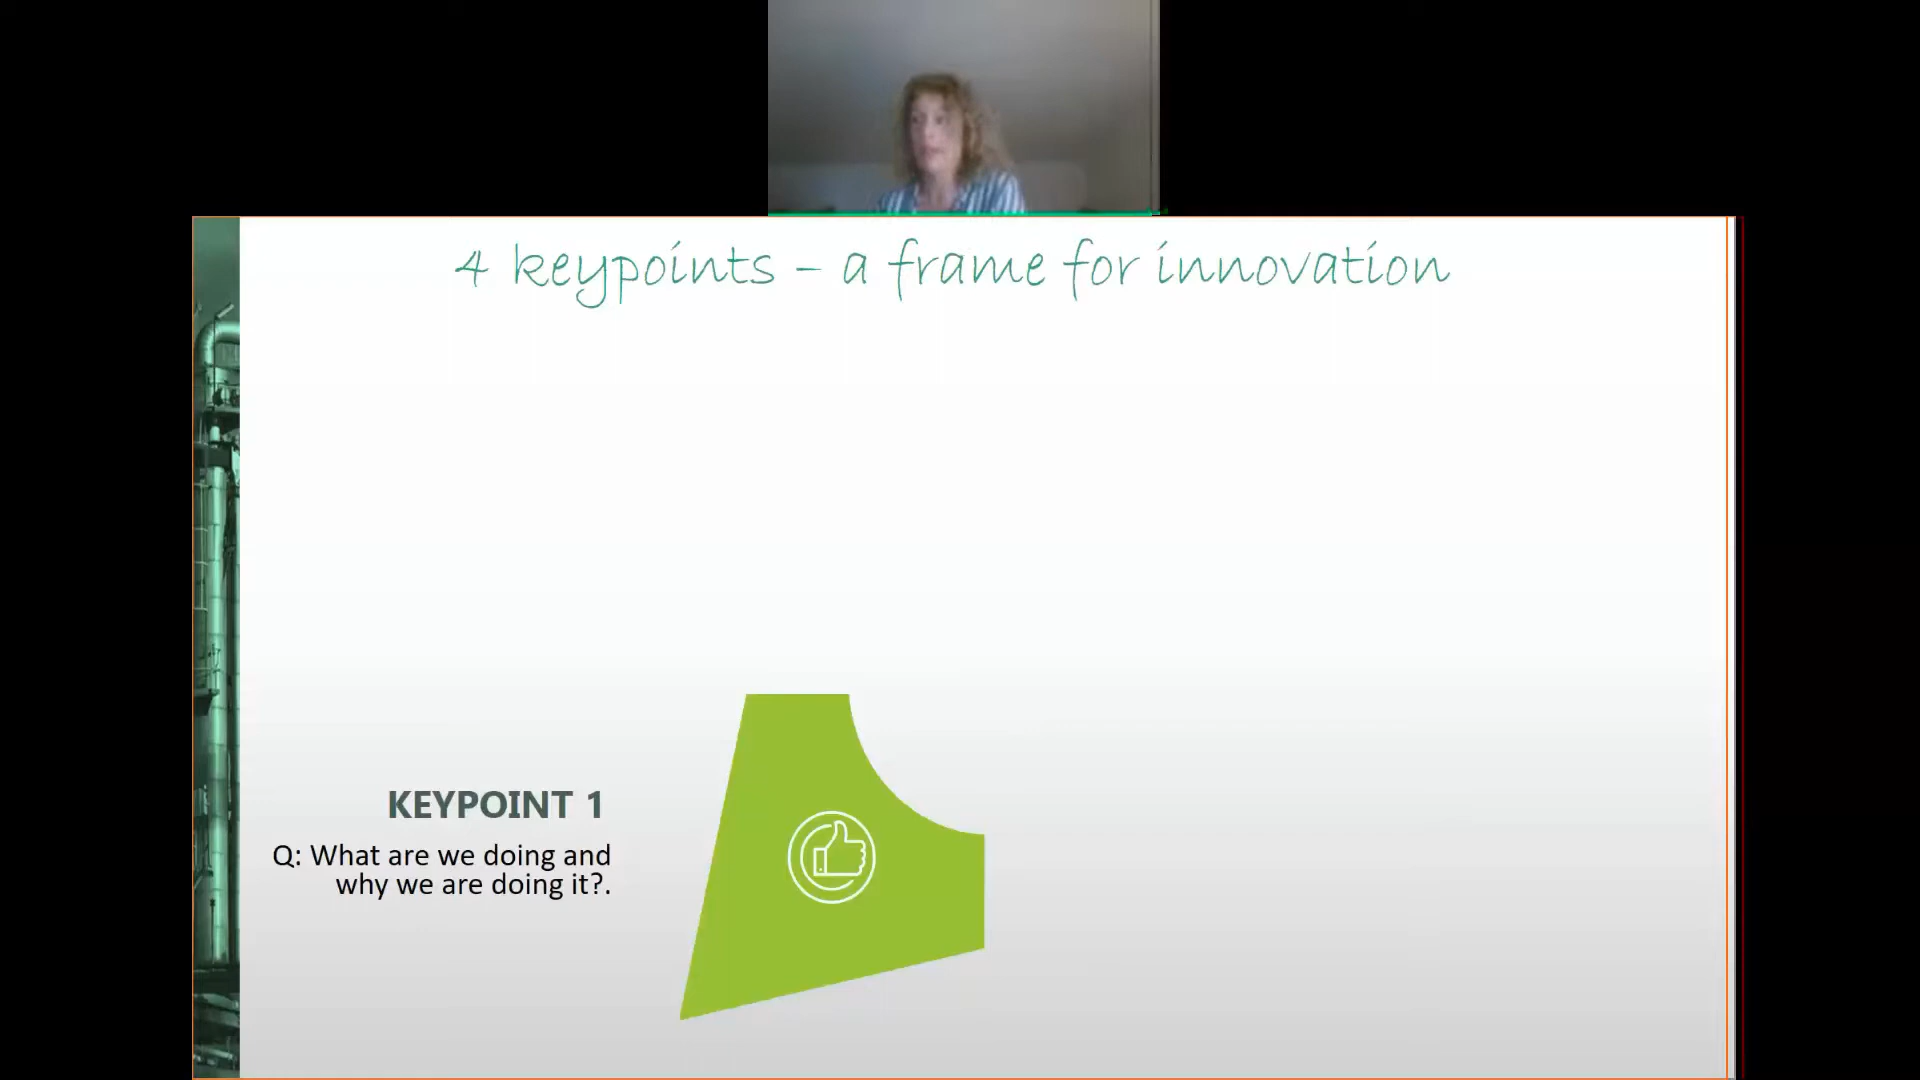 4 keypoints – a frame for innovation
KEYPOINT 1
Q: What are we doing and
why we are doing it?.